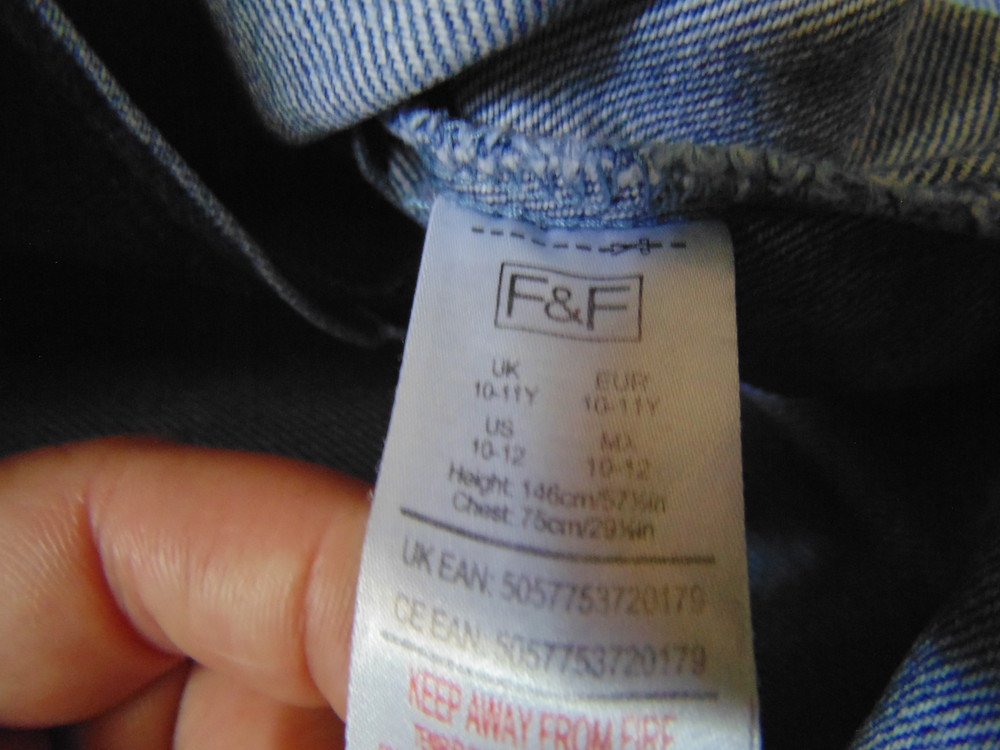 F&F
UK EUR
10-11Y 10-11Y
US MX
10-12 10-12
Height: 146cm/57½in
Chest: 75cm/29½in
UK EAN: 5057753720179
CE EAN: 5057753720179
KEEP AWAY FROM FIRE